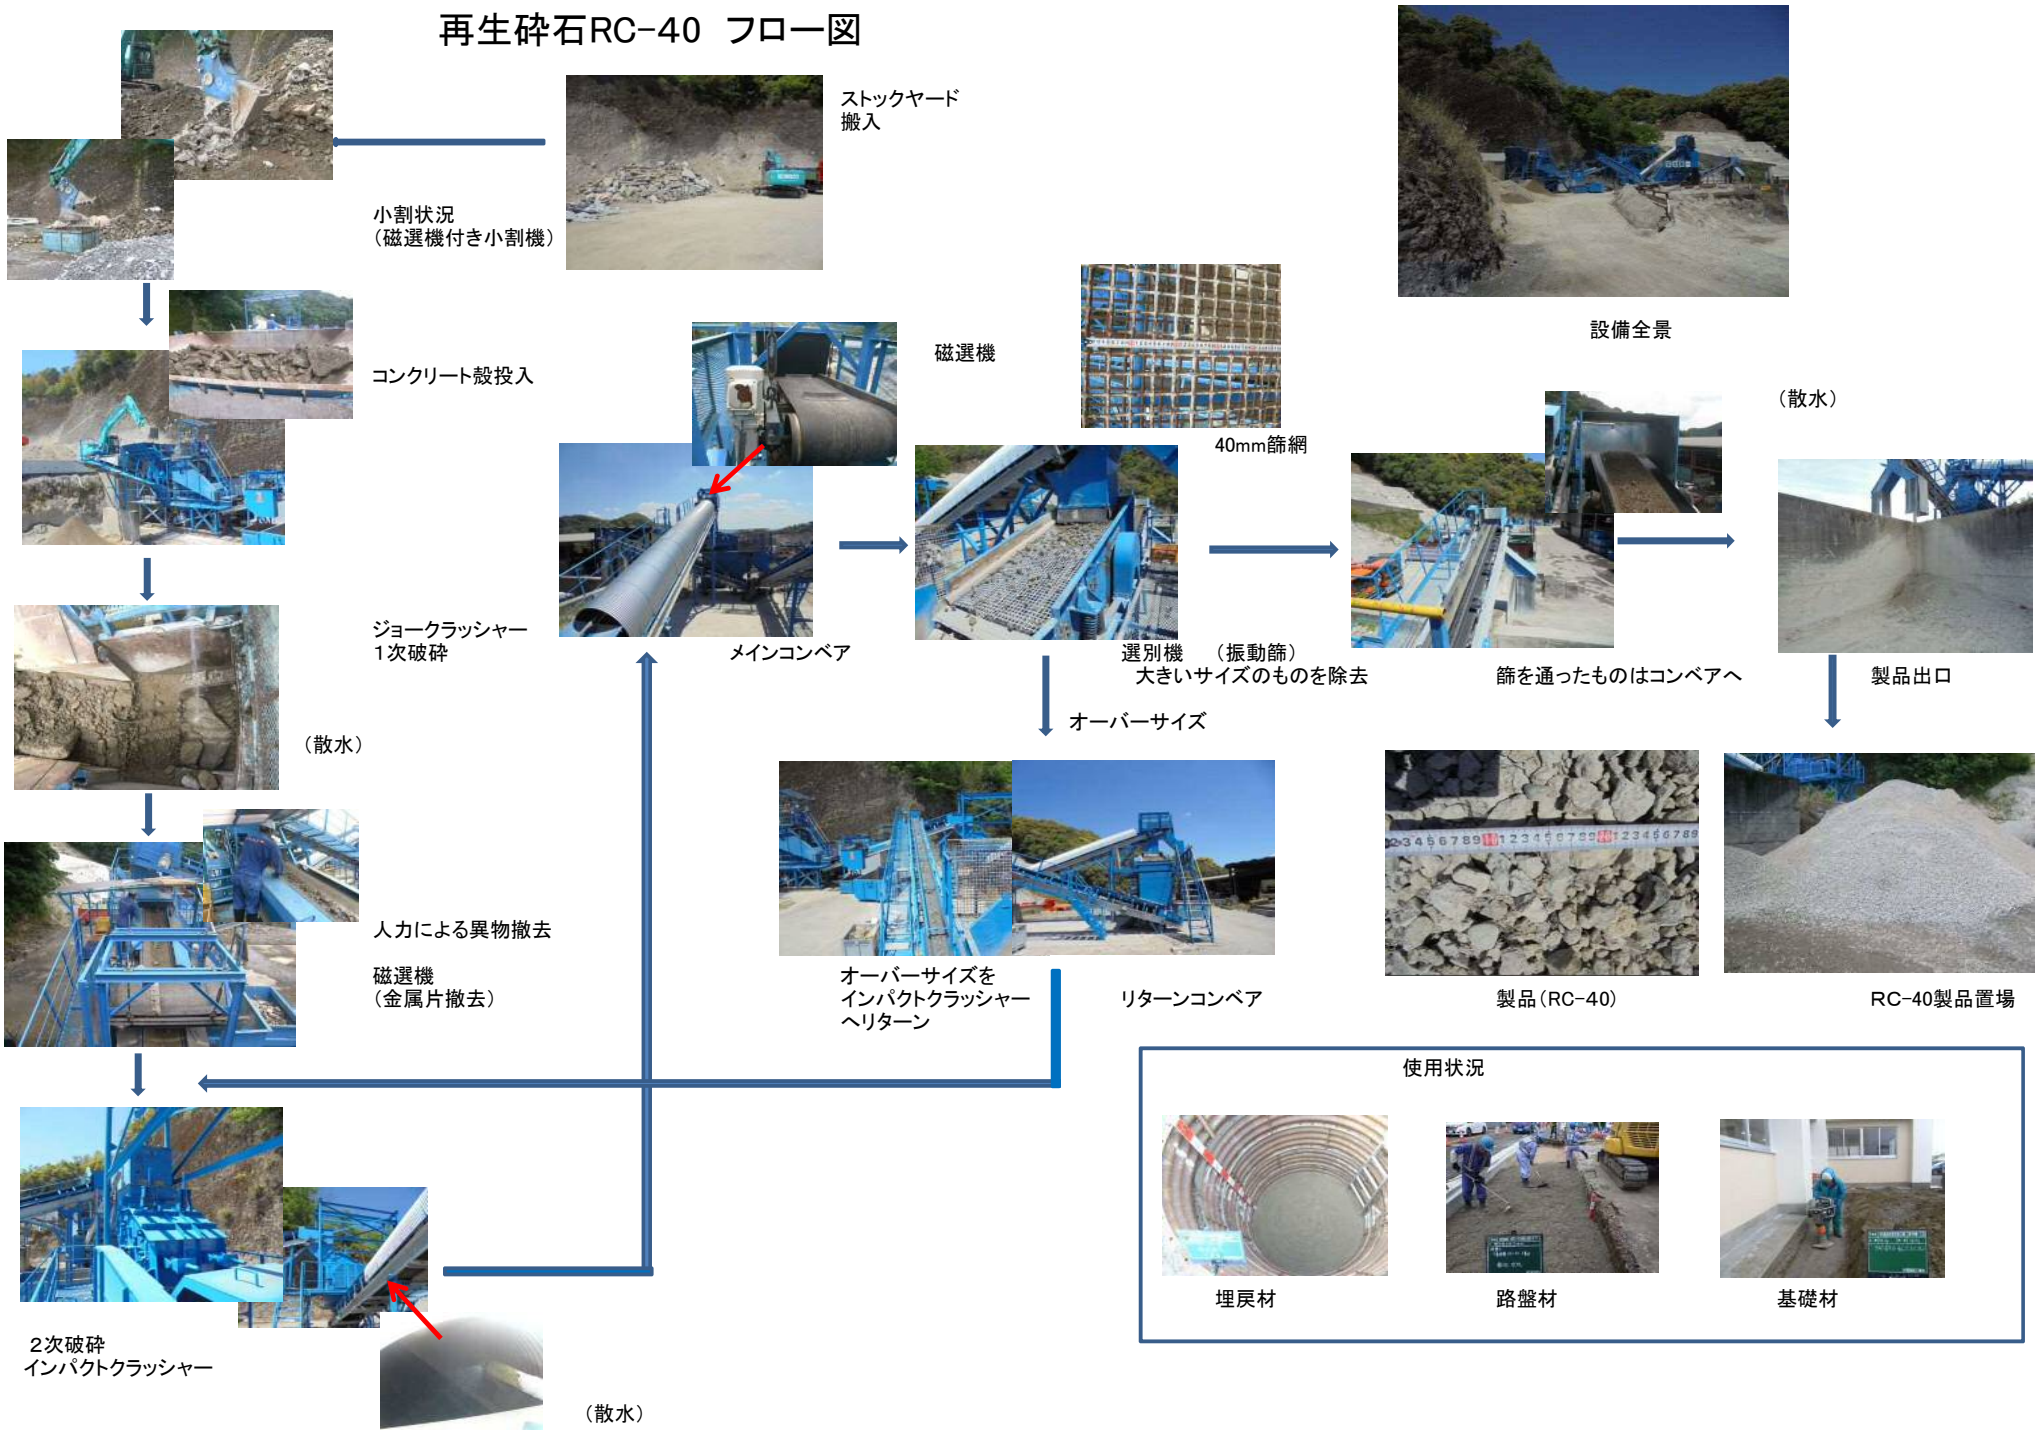 再生砕石RC-40 フロー図
ストックヤード
搬入
小割状況
（磁選機付き小割機）
コンクリート殻投入
ジョークラッシャー
１次破砕
（散水）
人力による異物撤去
磁選機
（金属片撤去）
２次破砕
インパクトクラッシャー
（散水）
磁選機
メインコンベア
40mm篩網
選別機　（振動篩）
大きいサイズのものを除去
オーバーサイズ
オーバーサイズを
インパクトクラッシャー
へリターン
リターンコンベア
設備全景
（散水）
篩を通ったものはコンベアへ
製品出口
製品（RC-40）
RC-40製品置場
使用状況
埋戻材
路盤材
基礎材